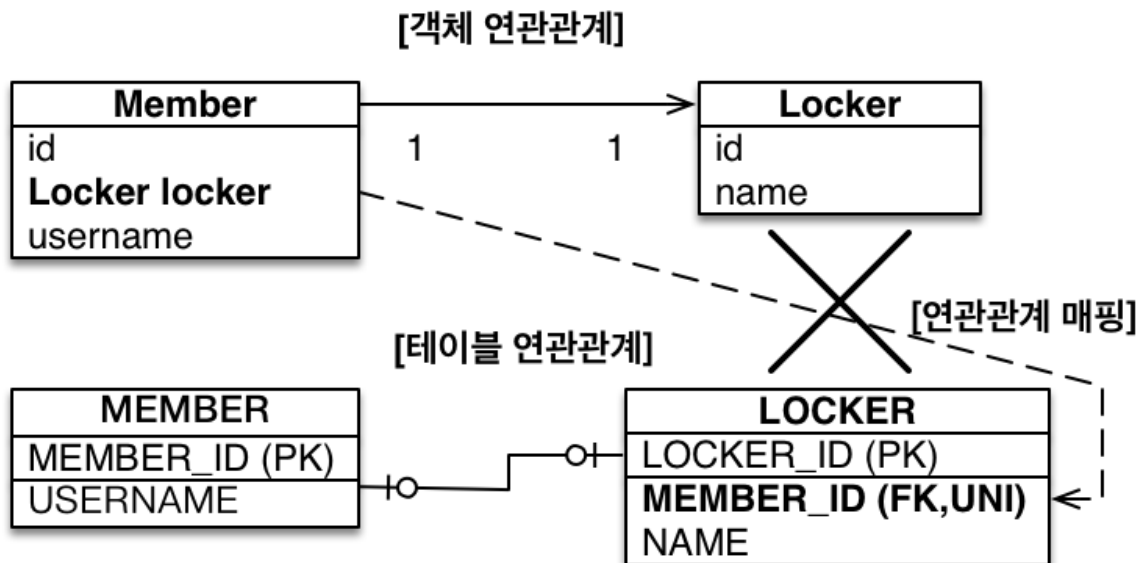 [객체 연관관계]
Member
id
Locker locker
username
1
1
Locker
id
name
[연관관계 매핑]
[테이블 연관관계]
MEMBER
MEMBER_ID (PK)
USERNAME
LOCKER
LOCKER_ID (PK)
MEMBER_ID (FK,UNI)
NAME